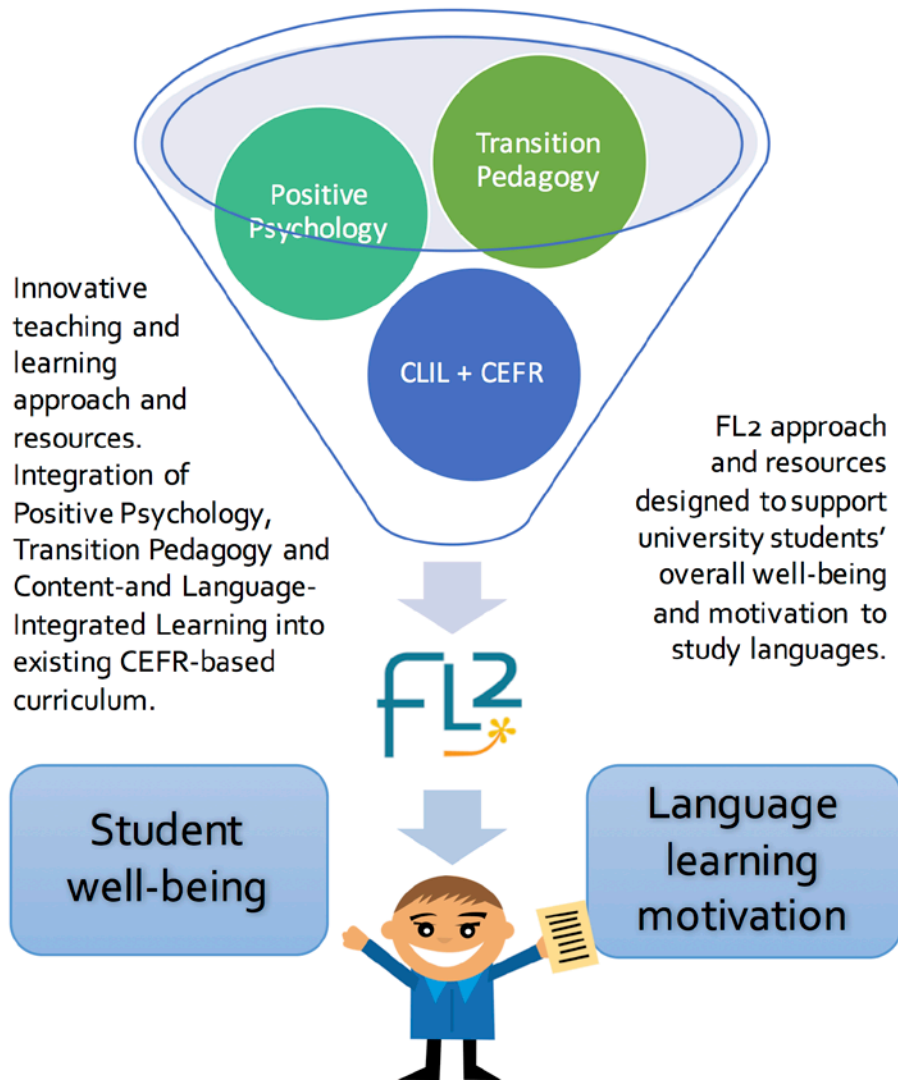 Positive
Psychology
Transition
Pedagogy
CLIL + CEFR
Innovative
teaching and
learning
approach and
resources.
Integration of
Positive Psychology,
Transition Pedagogy and
Content-and Language-
Integrated Learning into
existing CEFR-based
curriculum.
FL2 approach
and resources
designed to support
university students'
overall well-being
and motivation to
study languages.
FL2
Student
well-being
Language
learning
motivation